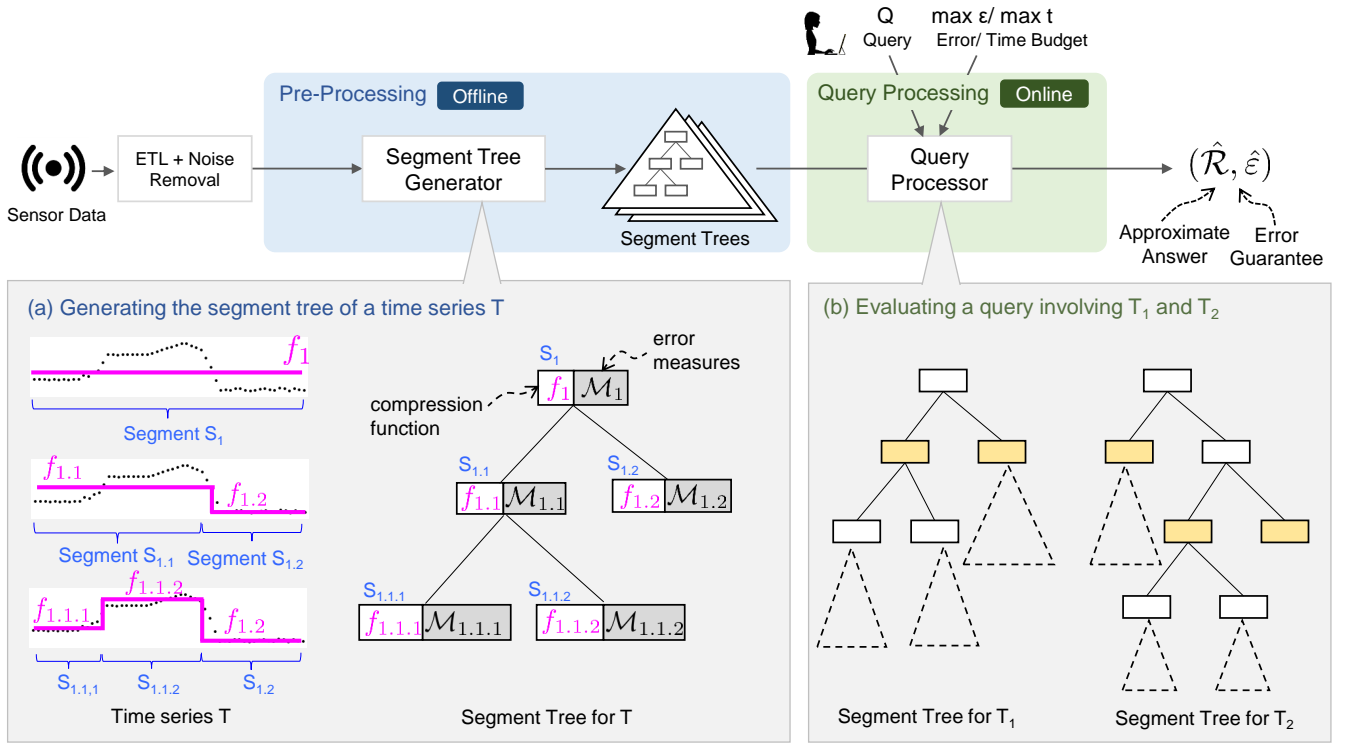 Q max ε/ max t
Query Error/ Time Budget
Pre-Processing Offline
Query Processing Online
Sensor Data
ETL + Noise
Removal
Segment Tree
Generator
Segment Trees
Query
Processor
(R̂, ε̂)
Approximate
Answer
Error
Guarantee
(a) Generating the segment tree of a time series T
f₁
Segment S₁
f₁.₁
f₁.₂
Segment S₁.₁
Segment S₁.₂
f₁.₁.₁
f₁.₁.₂
f₁.₂
S₁.₁,₁
S₁.₁.₂
S₁.₂
Time series T
error
measures
compression
function
S₁
f₁ ℳ₁
S₁.₁
f₁.₁ ℳ₁.₁
S₁.₂
f₁.₂ ℳ₁.₂
S₁.₁.₁
f₁.₁.₁ ℳ₁.₁.₁
S₁.₁.₂
f₁.₁.₂ ℳ₁.₁.₂
Segment Tree for T
(b) Evaluating a query involving T₁ and T₂
Segment Tree for T₁
Segment Tree for T₂